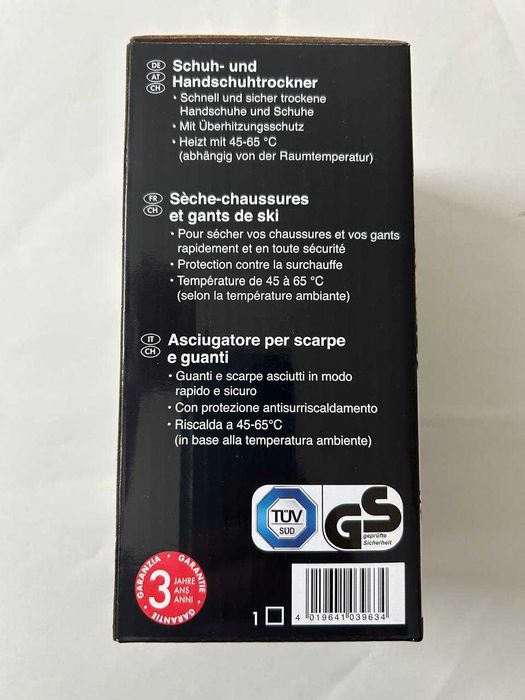 DE
AT
CH
Schuh- und
Handschuhtrockner
• Schnell und sicher trockene
Handschuhe und Schuhe
• Mit Überhitzungsschutz
• Heizt mit 45-65 °C
(abhängig von der Raumtemperatur)
FR
CH
Sèche-chaussures
et gants de ski
• Pour sécher vos chaussures et vos gants
rapidement et en toute sécurité
• Protection contre la surchauffe
• Température de 45 à 65 °C
(selon la température ambiante)
IT
CH
Asciugatore per scarpe
e guanti
• Guanti e scarpe asciutti in modo
rapido e sicuro
• Con protezione antisurriscaldamento
• Riscalda a 45-65°C
(in base alla temperatura ambiente)
TÜV
SÜD
GS
geprüfte
Sicherheit
GARANZIA • GARANTIE • GARANTIE •
3 JAHRE
ANS
ANNI
1
4 019641 039634